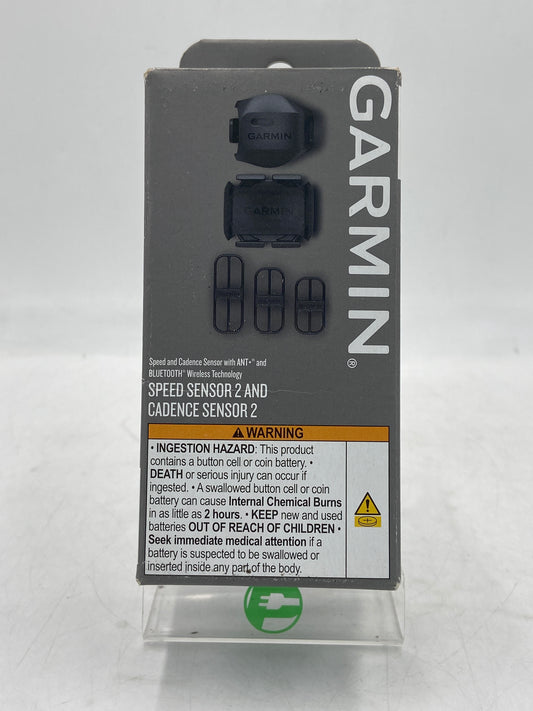 GARMIN®
GARMIN
GARMIN
Speed and Cadence Sensor with ANT+™ and
BLUETOOTH® Wireless Technology
SPEED SENSOR 2 AND
CADENCE SENSOR 2
WARNING
• INGESTION HAZARD: This product
contains a button cell or coin battery. •
DEATH or serious injury can occur if
ingested. • A swallowed button cell or coin
battery can cause Internal Chemical Burns
in as little as 2 hours. • KEEP new and used
batteries OUT OF REACH OF CHILDREN •
Seek immediate medical attention if a
battery is suspected to be swallowed or
inserted inside any part of the body.